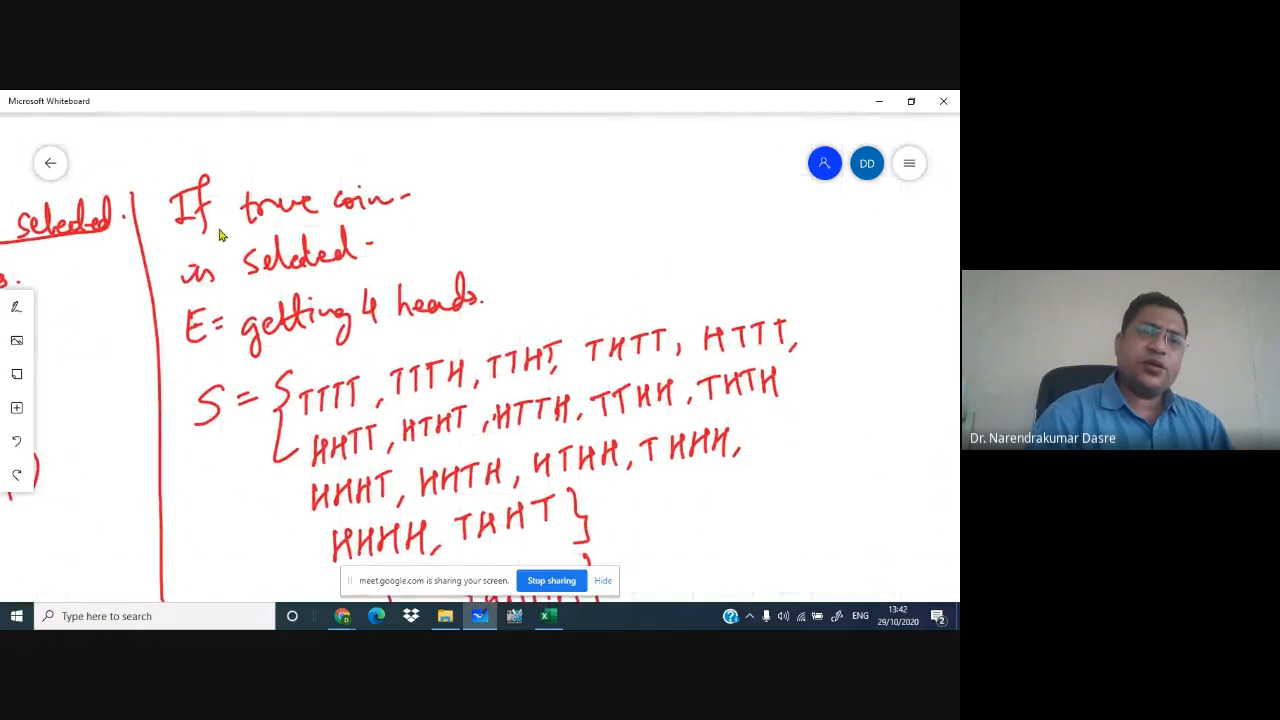 Microsoft Whiteboard
DD
selected.
If true coin
is selected
E = getting 4 heads.
S = { TTTT, TTTH, TTHT, THTT, HTTT,
HHTT, HTHT, HTTH, TTHH, THTH
HHHT, HHTH, HTHH, THHH,
HHHH, THHT }
meet.google.com is sharing your screen.
Stop sharing
Hide
Dr. Narendrakumar Dasre
Type here to search
ENG
13:42
29/10/2020
2